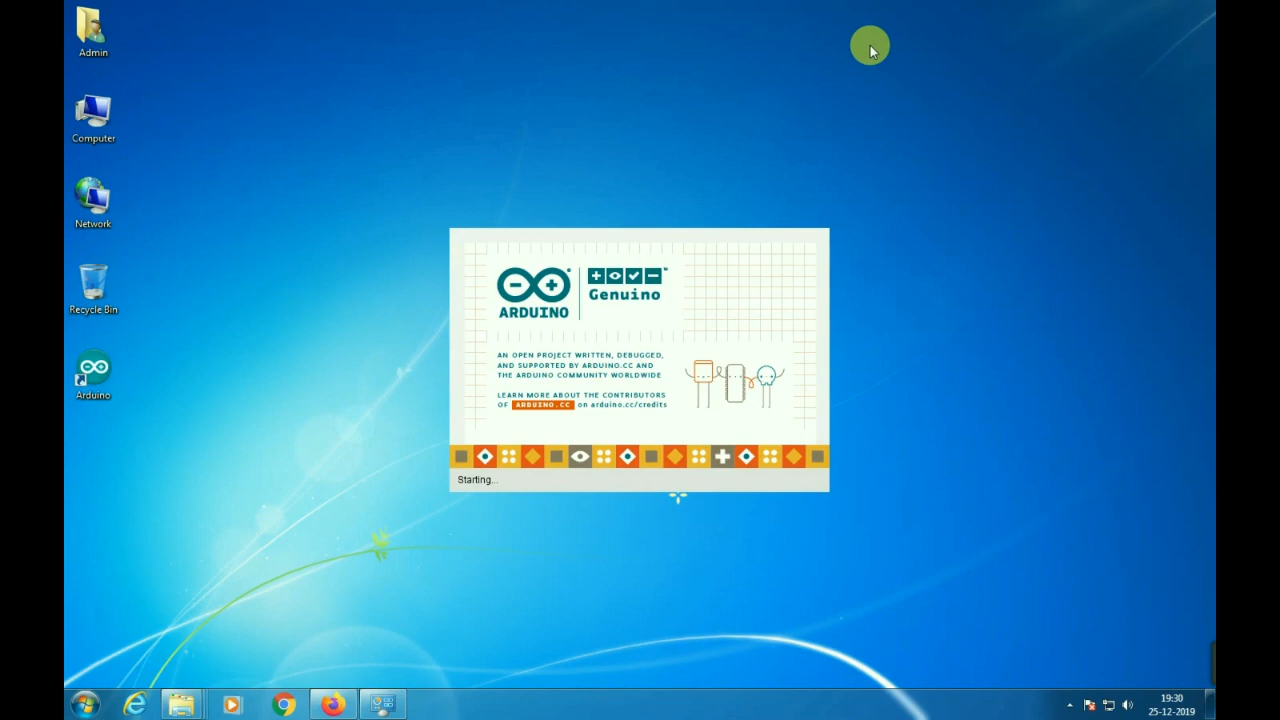 Admin
Computer
Network
Recycle Bin
Arduino
ARDUINO
Genuino
AN OPEN PROJECT WRITTEN, DEBUGGED,
AND SUPPORTED BY ARDUINO.CC AND
THE ARDUINO COMMUNITY WORLDWIDE
LEARN MORE ABOUT THE CONTRIBUTORS
OF ARDUINO.CC on arduino.cc/credits
Starting...
19:30
25-12-2019